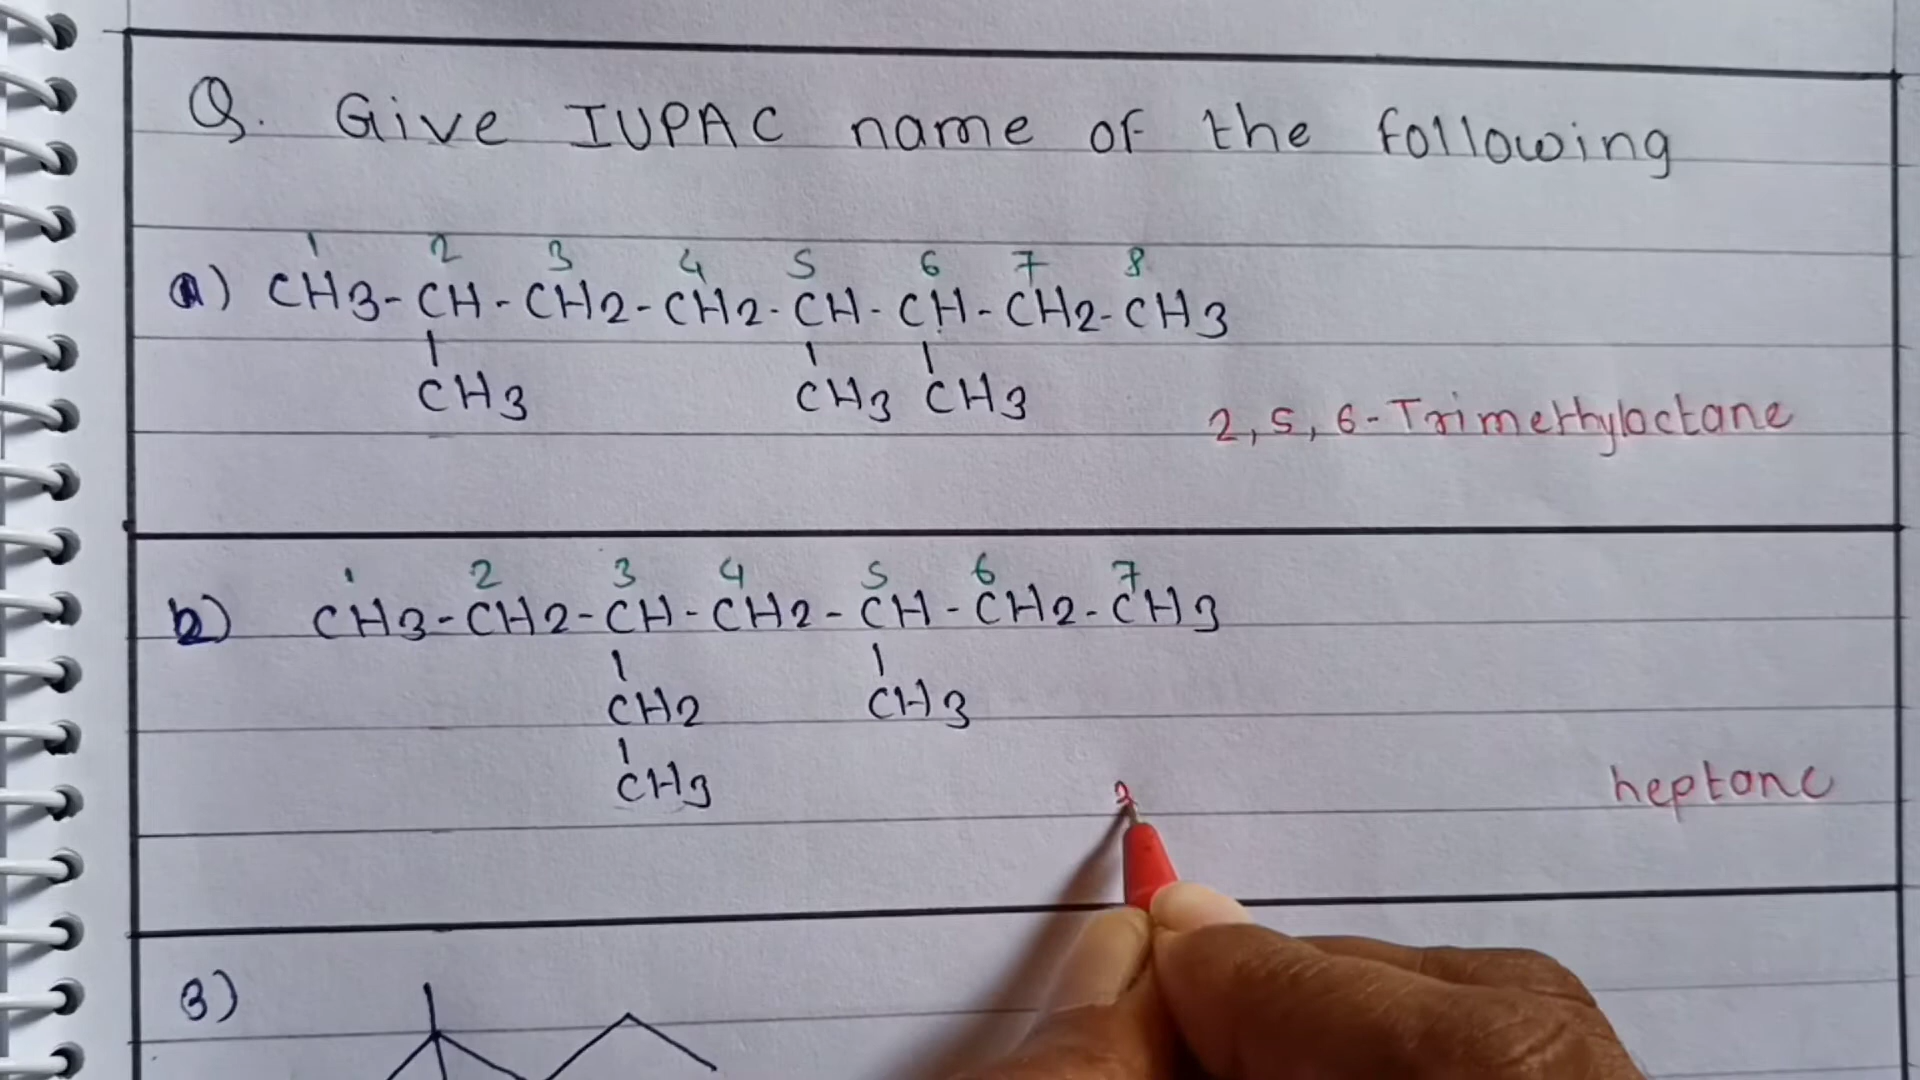 Q. Give IUPAC name of the following
1 2 3 4 5 6 7 8
a) CH3-CH-CH2-CH2-CH-CH-CH2-CH3
CH3 CH3 CH3
2,5,6-Trimethyloctane
1 2 3 4 5 6 7
b) CH3-CH2-CH-CH2-CH-CH2-CH3
CH2 CH3
CH3
heptane
3)